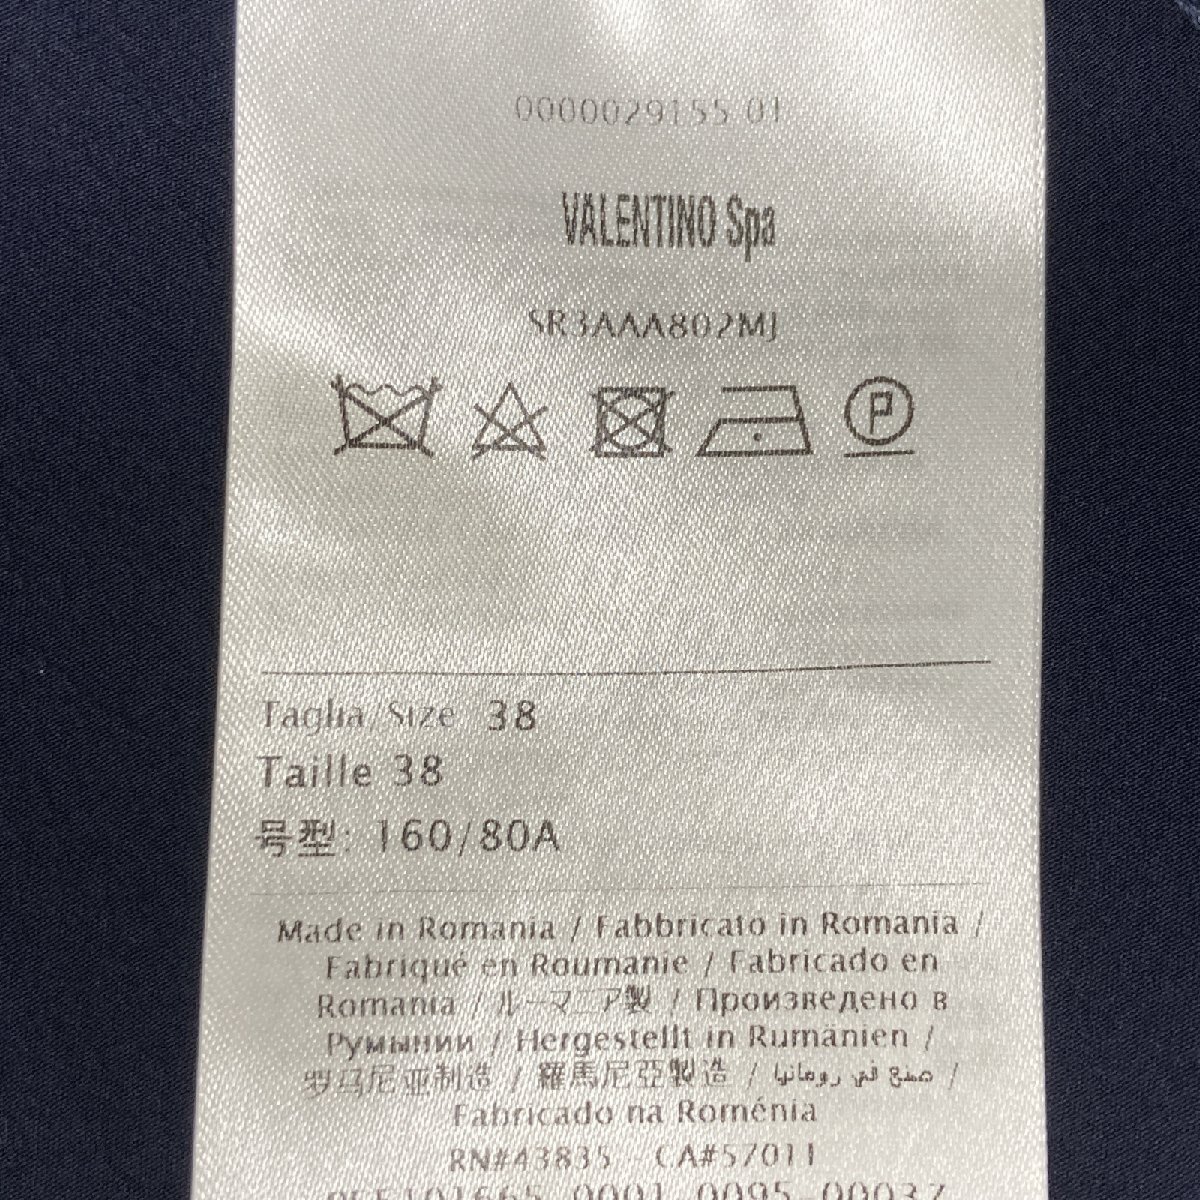 0000029155 01
VALENTINO Spa
SR3AAA802MJ
P
Taglia/Size 38
Taille 38
号型: 160/80A
Made in Romania / Fabbricato in Romania /
Fabriqué en Roumanie / Fabricado en
Romania / ルーマニア製 / Произведено в
Румынии / Hergestellt in Rumänien /
罗马尼亚制造 / 羅馬尼亞製造 / صنع في رومانيا /
Fabricado na Roménia
RN#43835 - CA#57011